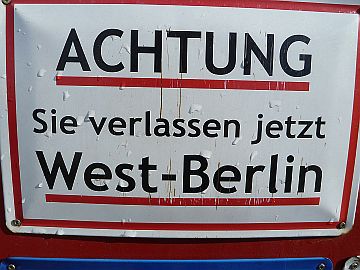 ACHTUNG
Sie verlassen jetzt
West-Berlin